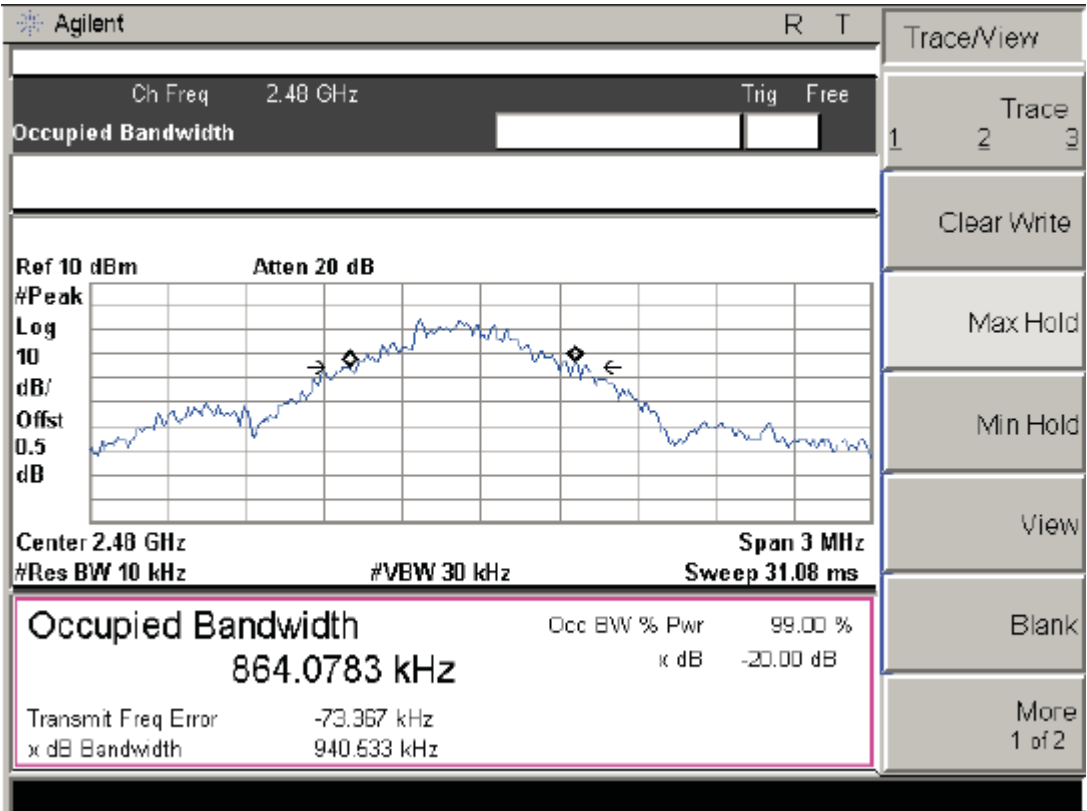 Agilent R T
Trace/View
Ch Freq 2.48 GHz Trig Free
Occupied Bandwidth
Trace
1 2 3
Clear Write
Max Hold
Min Hold
View
Blank
More
1 of 2
Ref 10 dBm Atten 20 dB
#Peak
Log
10
dB/
Offst
0.5
dB
Center 2.48 GHz Span 3 MHz
#Res BW 10 kHz #VBW 30 kHz Sweep 31.08 ms
Occupied Bandwidth Occ BW % Pwr 99.00 %
864.0783 kHz x dB -20.00 dB
Transmit Freq Error -73.367 kHz
x dB Bandwidth 940.533 kHz